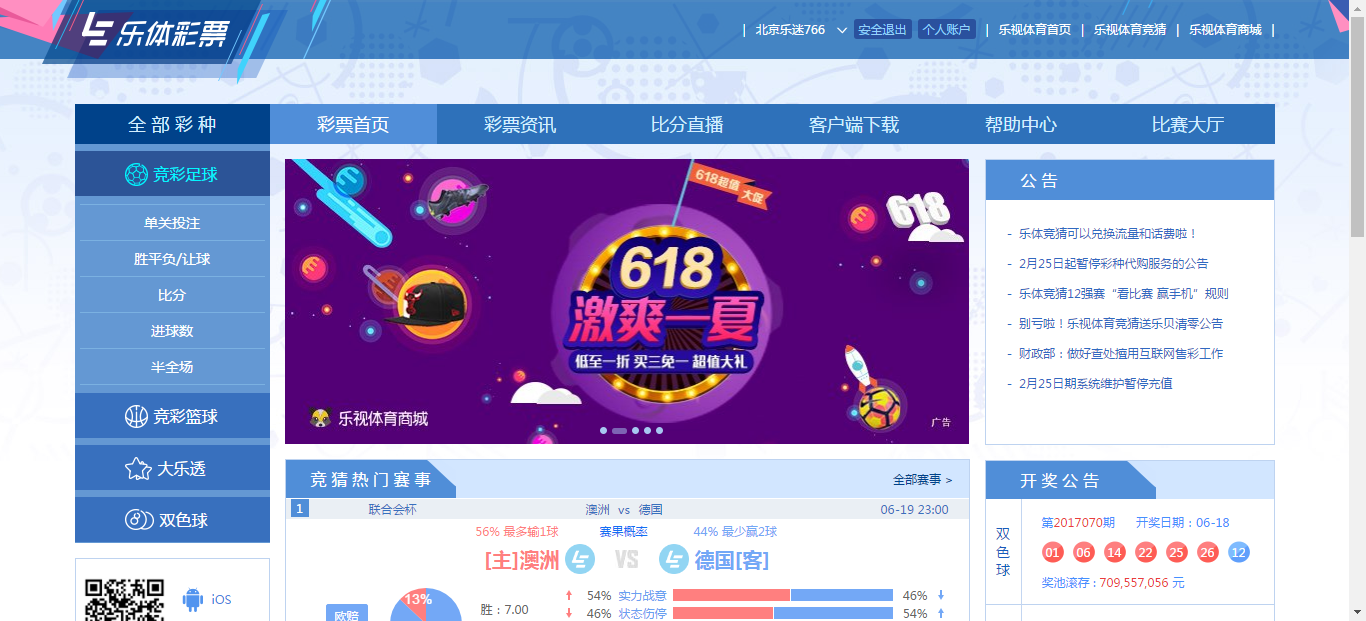 乐体彩票
| 北京乐迷766 安全退出 个人账户 | 乐视体育首页 | 乐视体育竞猜 | 乐视体育商城 |
全部彩种 彩票首页 彩票资讯 比分直播 客户端下载 帮助中心 比赛大厅
竞彩足球
单关投注
胜平负/让球
比分
进球数
半全场
竞彩篮球
大乐透
双色球
iOS
618超值 大促
618
618
激爽一夏
低至一折 买三免一 超值大礼
乐视体育商城
广告
公告
- 乐体竞猜可以兑换流量和话费啦！
- 2月25日起暂停彩种代购服务的公告
- 乐体竞猜12强赛“看比赛 赢手机”规则
- 别亏啦！乐视体育竞猜送乐贝清零公告
- 财政部：做好查处擅用互联网售彩工作
- 2月25日期系统维护暂停充值
竞猜热门赛事 全部赛事 >
1 联合会杯 澳洲 vs 德国 06-19 23:00
56% 最多输1球 赛果概率 44% 最少赢2球
[主]澳洲 VS 德国[客]
欧赔 13% 胜：7.00
54% 实力战意 46%
46% 状态伤停 54%
开奖公告
双色球
第2017070期 开奖日期：06-18
01 06 14 22 25 26 12
奖池滚存：709,557,056 元